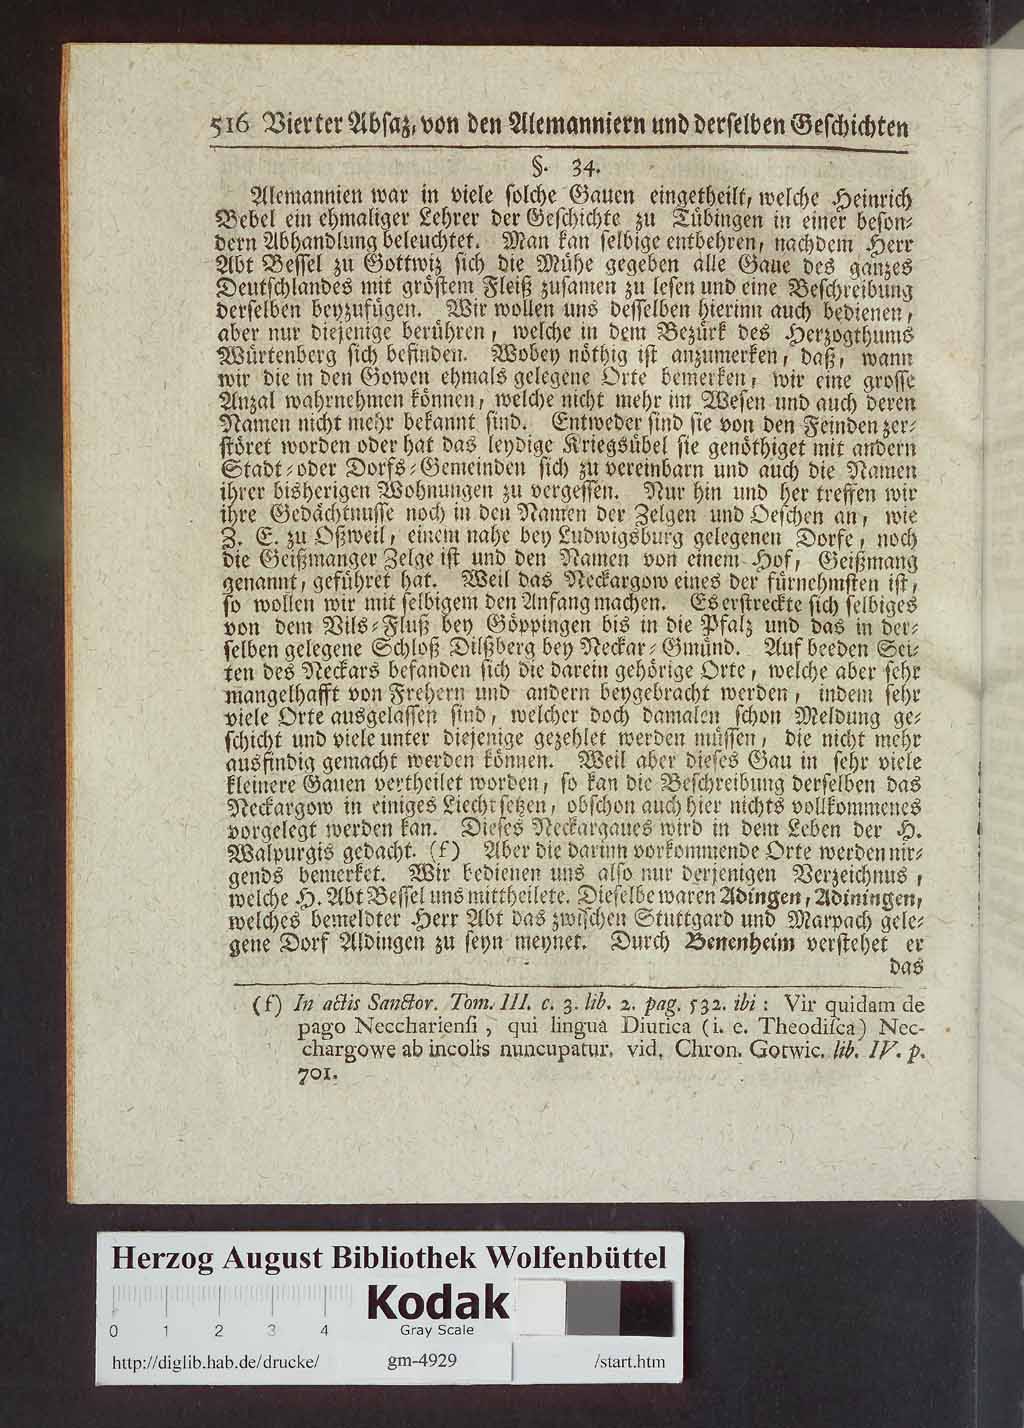 516 Vierter Absaz, von den Alemanniern und derselben Geschichten
§. 34.
Alemannien war in viele solche Gauen eingetheilt, welche Heinrich
Bebel ein ehmaliger Lehrer der Geschichte zu Tübingen in einer beson-
dern Abhandlung beleuchtet. Man kan selbige entbehren, nachdem Herr
Abt Bessel zu Gottwiz sich die Mühe gegeben alle Gaue des ganzes
Deutschlandes mit gröstem Fleiß zusamen zu lesen und eine Beschreibung
derselben beyzufügen. Wir wollen uns desselben hierinn auch bedienen,
aber nur diejenige berühren, welche in dem Bezürk des Herzogthums
Würtenberg sich befinden. Wobey nöthig ist anzumerken, daß, wann
wir die in den Gowen ehmals gelegene Orte bemerken, wir eine grosse
Anzal wahrnehmen können, welche nicht mehr im Wesen und auch deren
Namen nicht mehr bekannt sind. Entweder sind sie von den Feinden zer-
störet worden oder hat das leydige Kriegsübel sie genöthiget mit andern
Stadt- oder Dorfs-Gemeinden sich zu vereinbarn und auch die Namen
ihrer bisherigen Wohnungen zu vergessen. Nur hin und her treffen wir
ihre Gedächtnusse noch in den Namen der Zelgen und Oeschen an, wie
Z. E. zu Oßweil, einem nahe bey Ludwigsburg gelegenen Dorfe, noch
die Geißmanger Zelge ist und den Namen von einem Hof, Geißmang
genannt, geführet hat. Weil das Neckargow eines der fürnehmsten ist,
so wollen wir mit selbigem den Anfang machen. Es erstreckte sich selbiges
von dem Vils-Fluß bey Göppingen bis in die Pfalz und das in der-
selben gelegene Schloß Dilßberg bey Neckar-Gmünd. Auf beeden Sei-
ten des Neckars befanden sich die darein gehörige Orte, welche aber sehr
mangelhafft von Frehern und andern beygebracht werden, indem sehr
viele Orte ausgelassen sind, welcher doch damalen schon Meldung ge-
schicht und viele unter diejenige gezehlet werden müssen, die nicht mehr
ausfindig gemacht werden können. Weil aber dieses Gau in sehr viele
kleinere Gauen vertheilet worden, so kan die Beschreibung derselben das
Neckargow in einiges Liecht setzen, obschon auch hier nichts vollkommenes
vorgelegt werden kan. Dieses Neckargaues wird in dem Leben der H.
Walpurgis gedacht. (f) Aber die darinn vorkommende Orte werden nir-
gends bemerket. Wir bedienen uns also nur derjenigen Verzeichnus,
welche H. Abt Bessel uns mittheilete. Dieselbe waren Adingen, Adiningen,
welches bemeldter Herr Abt das zwischen Stuttgard und Marpach gele-
gene Dorf Aldingen zu seyn meynet. Durch Benenheim verstehet er
das
(f) In actis Sanctor. Tom. III. c. 3. lib. 2. pag. 532. ibi: Vir quidam de
pago Necchariensi, qui linguâ Diutica (i. e. Theodisca) Nec-
chargowe ab incolis nuncupatur. vid. Chron. Gotwic. lib. IV. p.
701.
Herzog August Bibliothek Wolfenbüttel
Kodak
Gray Scale
0 1 2 3 4
http://diglib.hab.de/drucke/ gm-4929 /start.htm